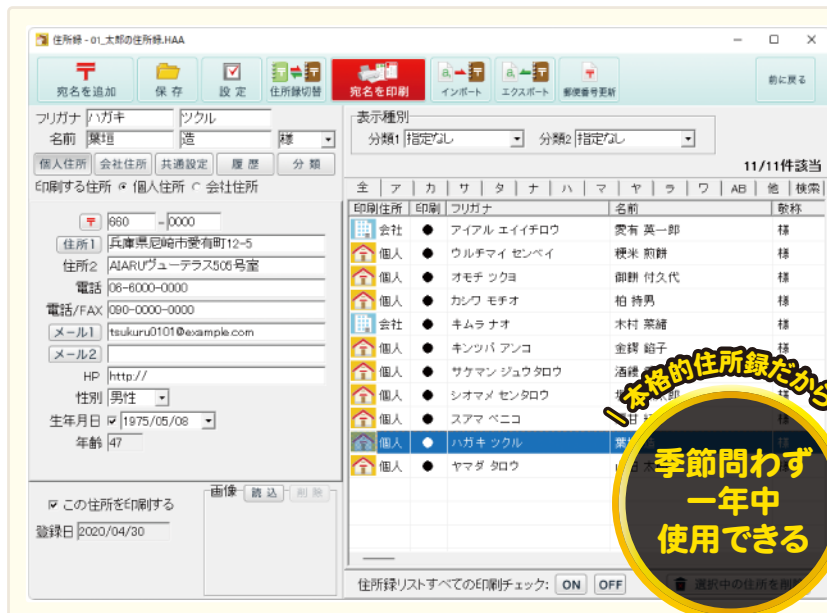 住所録 - 01_太郎の住所録.HAA
宛名を追加 保存 設定 住所録切替 宛名を印刷 インポート エクスポート 郵便番号更新 前に戻る
フリガナ ハガキ ツクル
名前 葉垣 造 様
個人住所 会社住所 共通設定 履歴 分類
印刷する住所 個人住所 会社住所
〒 660 - 0000
住所1 兵庫県尼崎市愛有町12-5
住所2 AIARUヴューテラス505号室
電話 06-6000-0000
電話/FAX 090-0000-0000
メール1 tsukuru0101@example.com
メール2
HP http://
性別 男性
生年月日 1975/05/08
年齢 47
この住所を印刷する
登録日 2020/04/30
画像 読込 削除
表示種別
分類1 指定なし 分類2 指定なし
11/11件該当
全 ア カ サ タ ナ ハ マ ヤ ラ ワ AB 他 検索
印刷住所 印刷 フリガナ 名前 敬称
会社 ● アイアル エイイチロウ 愛有 英一郎 様
個人 ● ウルチマイ センベイ 粳米 煎餅 様
個人 ● オモチ ツクヨ 御餅 付久代 様
個人 ● カシワ モチオ 柏 持男 様
会社 ● キムラ ナオ 木村 菜緒 様
個人 ● キンツバ アンコ 金鍔 餡子 様
個人 ● サケマン ジュウタロウ 酒饅 様
個人 ● シオマメ センタロウ
個人 ● スアマ ベニコ
個人 ● ハガキ ツクル 葉垣
個人 ● ヤマダ タロウ
住所録リストすべての印刷チェック: ON OFF 選択中の住所を削除
本格的住所録だから
季節問わず
一年中
使用できる